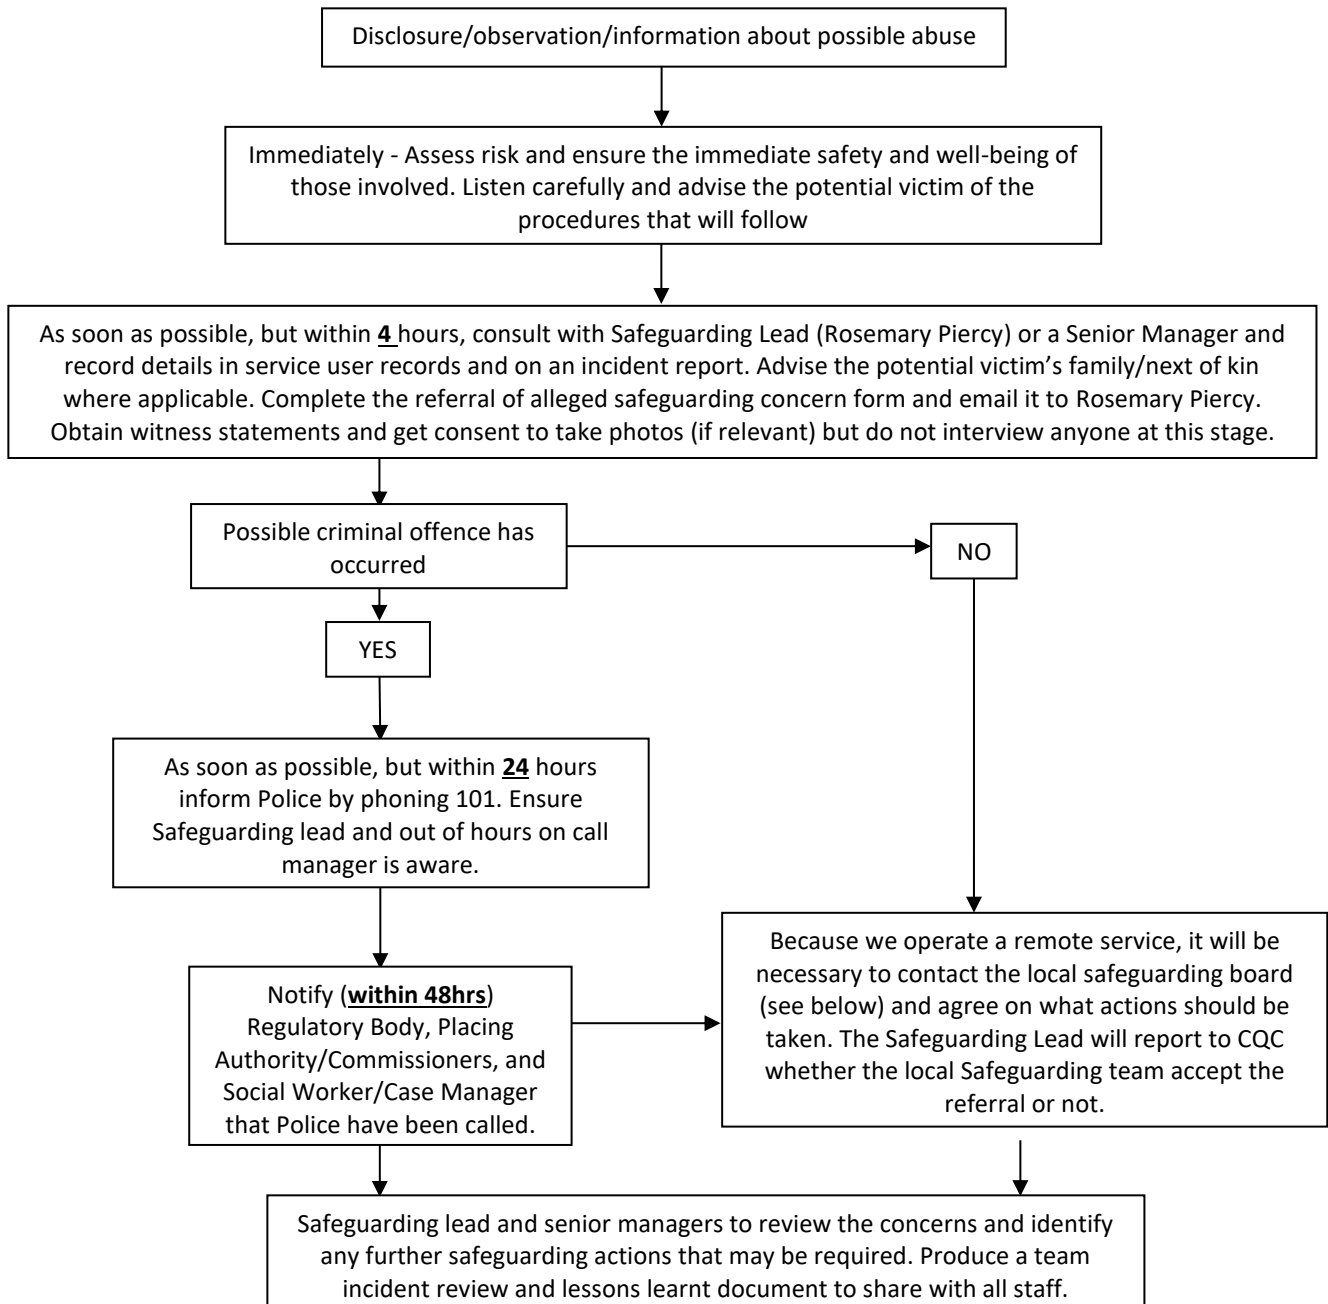 Disclosure/observation/information about possible abuse
Immediately - Assess risk and ensure the immediate safety and well-being of
those involved. Listen carefully and advise the potential victim of the
procedures that will follow
As soon as possible, but within 4 hours, consult with Safeguarding Lead (Rosemary Piercy) or a Senior Manager and
record details in service user records and on an incident report. Advise the potential victim’s family/next of kin
where applicable. Complete the referral of alleged safeguarding concern form and email it to Rosemary Piercy.
Obtain witness statements and get consent to take photos (if relevant) but do not interview anyone at this stage.
Possible criminal offence has
occurred
NO
YES
As soon as possible, but within 24 hours
inform Police by phoning 101. Ensure
Safeguarding lead and out of hours on call
manager is aware.
Notify (within 48hrs)
Regulatory Body, Placing
Authority/Commissioners, and
Social Worker/Case Manager
that Police have been called.
Because we operate a remote service, it will be
necessary to contact the local safeguarding board
(see below) and agree on what actions should be
taken. The Safeguarding Lead will report to CQC
whether the local Safeguarding team accept the
referral or not.
Safeguarding lead and senior managers to review the concerns and identify
any further safeguarding actions that may be required. Produce a team
incident review and lessons learnt document to share with all staff.